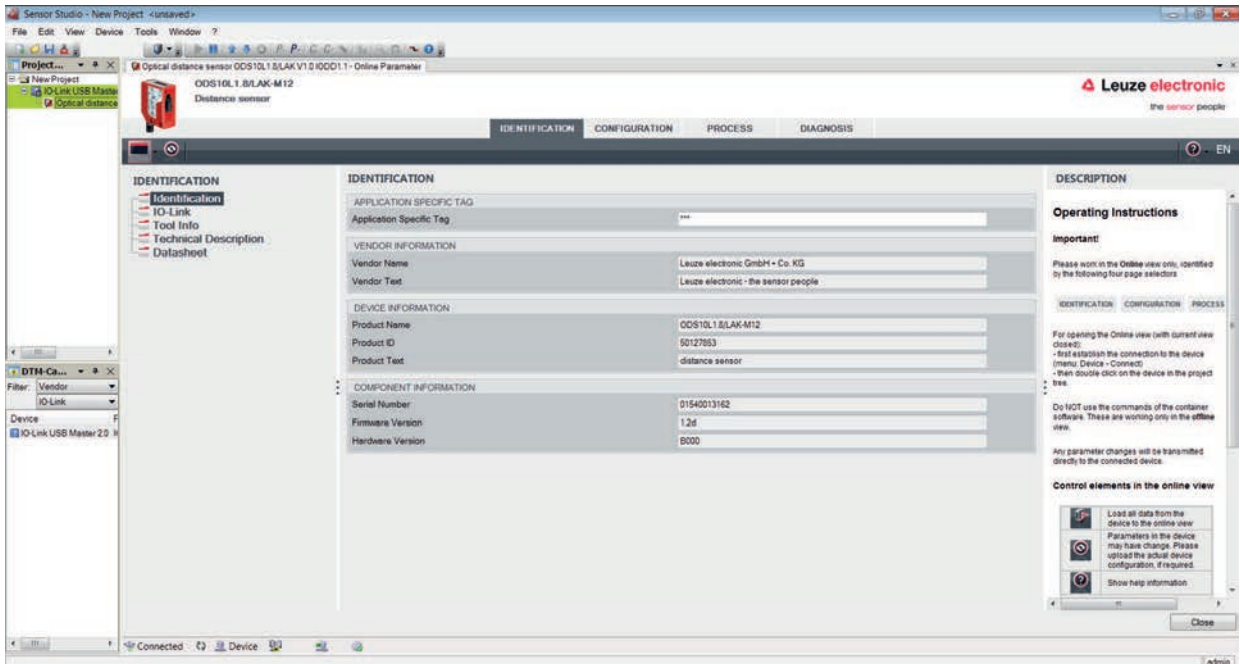 Sensor Studio - New Project <unsaved>
File Edit View Device Tools Window ?
Project...
New Project
IO-Link USB Maste
Optical distance
Optical distance sensor ODS10L1.8/LAK V1.0 IODD1.1 - Online Parameter
ODS10L1.8/LAK-M12
Distance sensor
Leuze electronic
the sensor people
IDENTIFICATION CONFIGURATION PROCESS DIAGNOSIS
EN
IDENTIFICATION
Identification
IO-Link
Tool Info
Technical Description
Datasheet
IDENTIFICATION
APPLICATION SPECIFIC TAG
Application Specific Tag ***
VENDOR INFORMATION
Vendor Name Leuze electronic GmbH + Co. KG
Vendor Text Leuze electronic - the sensor people
DEVICE INFORMATION
Product Name ODS10L1.8/LAK-M12
Product ID 50127853
Product Text distance sensor
COMPONENT INFORMATION
Serial Number 01540013162
Firmware Version 1.2d
Hardware Version B000
DESCRIPTION
Operating Instructions
Important!
Please work in the Online view only, identified
by the following four page selectors
IDENTIFICATION CONFIGURATION PROCESS
For opening the Online view (with current view
closed):
- first establish the connection to the device
(menu: Device - Connect)
- then double click on the device in the project
tree.
Do NOT use the commands of the container
software. These are working only in the offline
view.
Any parameter changes will be transmitted
directly to the connected device.
Control elements in the online view
Load all data from the
device to the online view
Parameters in the device
may have change. Please
upload the actual device
configuration, if required.
Show help information
Close
DTM-Ca...
Filter: Vendor
IO-Link
Device F
IO-Link USB Master 2.0
Connected Device
admin